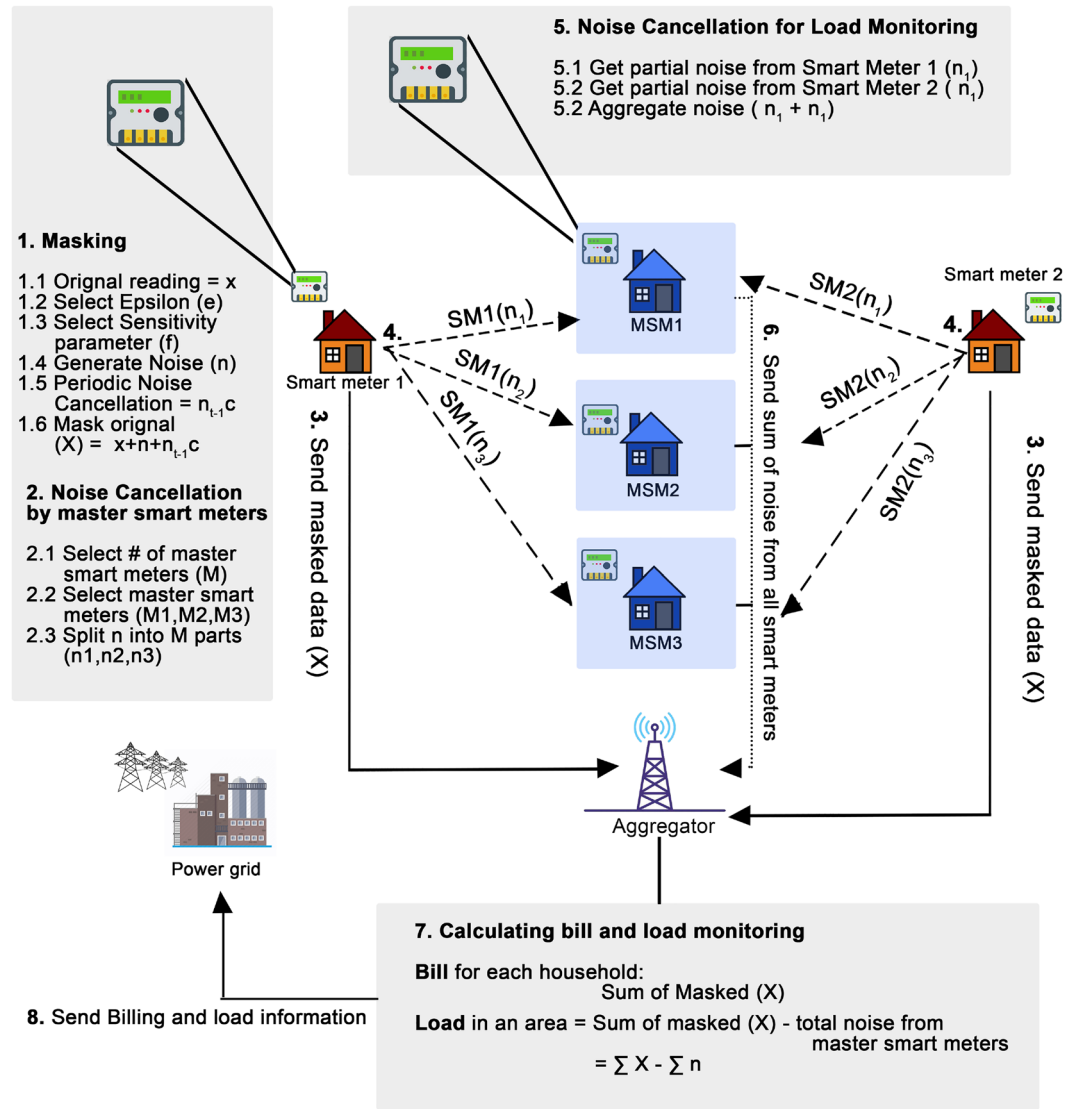 5. Noise Cancellation for Load Monitoring
5.1 Get partial noise from Smart Meter 1 (n₁)
5.2 Get partial noise from Smart Meter 2 ( n₁)
5.2 Aggregate noise ( n₁ + n₁)
1. Masking
1.1 Orignal reading = x
1.2 Select Epsilon (e)
1.3 Select Sensitivity
parameter (f)
1.4 Generate Noise (n)
1.5 Periodic Noise
Cancellation = nₜ₋₁c
1.6 Mask orignal
(X) = x+n+nₜ₋₁c
2. Noise Cancellation
by master smart meters
2.1 Select # of master
smart meters (M)
2.2 Select master smart
meters (M1,M2,M3)
2.3 Split n into M parts
(n1,n2,n3)
Smart meter 1
4.
SM1(n₁)
SM1(n₂)
SM1(n₃)
3. Send masked data (X)
MSM1
MSM2
MSM3
6. Send sum of noise from all smart meters
Smart meter 2
4.
SM2(n₁)
SM2(n₂)
SM2(n₃)
3. Send masked data (X)
Aggregator
Power grid
7. Calculating bill and load monitoring
Bill for each household:
Sum of Masked (X)
Load in an area = Sum of masked (X) - total noise from
master smart meters
= ∑ X - ∑ n
8. Send Billing and load information